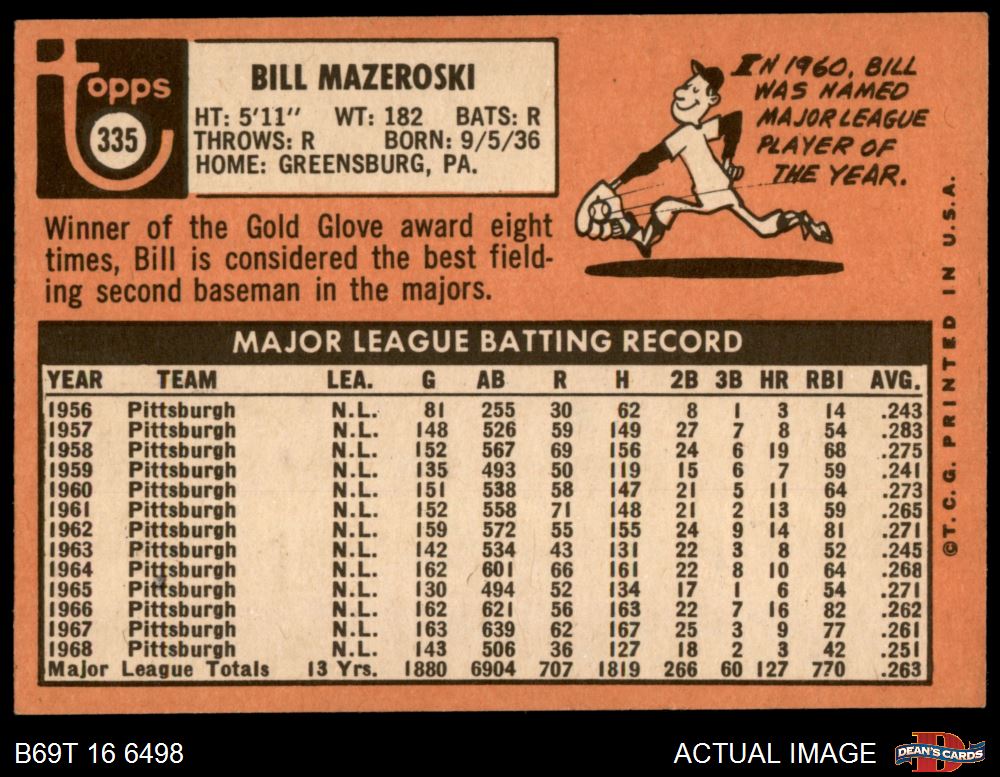 Topps
335
BILL MAZEROSKI
HT: 5'11" WT: 182 BATS: R
THROWS: R BORN: 9/5/36
HOME: GREENSBURG, PA.
IN 1960, BILL
WAS NAMED
MAJOR LEAGUE
PLAYER OF
THE YEAR.
Winner of the Gold Glove award eight
times, Bill is considered the best field-
ing second baseman in the majors.
MAJOR LEAGUE BATTING RECORD
YEAR TEAM LEA. G AB R H 2B 3B HR RBI AVG.
1956 Pittsburgh N.L. 81 255 30 62 8 1 3 14 .243
1957 Pittsburgh N.L. 148 526 59 149 27 7 8 54 .283
1958 Pittsburgh N.L. 152 567 69 156 24 6 19 68 .275
1959 Pittsburgh N.L. 135 493 50 119 15 6 7 59 .241
1960 Pittsburgh N.L. 151 538 58 147 21 5 11 64 .273
1961 Pittsburgh N.L. 152 558 71 148 21 2 13 59 .265
1962 Pittsburgh N.L. 159 572 55 155 24 9 14 81 .271
1963 Pittsburgh N.L. 142 534 43 131 22 3 8 52 .245
1964 Pittsburgh N.L. 162 601 66 161 22 8 10 64 .268
1965 Pittsburgh N.L. 130 494 52 134 17 1 6 54 .271
1966 Pittsburgh N.L. 162 621 56 163 22 7 16 82 .262
1967 Pittsburgh N.L. 163 639 62 167 25 3 9 77 .261
1968 Pittsburgh N.L. 143 506 36 127 18 2 3 42 .251
Major League Totals 13 Yrs. 1880 6904 707 1819 266 60 127 770 .263
©T.C.G. PRINTED IN U.S.A.
B69T 16 6498
ACTUAL IMAGE
DEAN'S CARDS